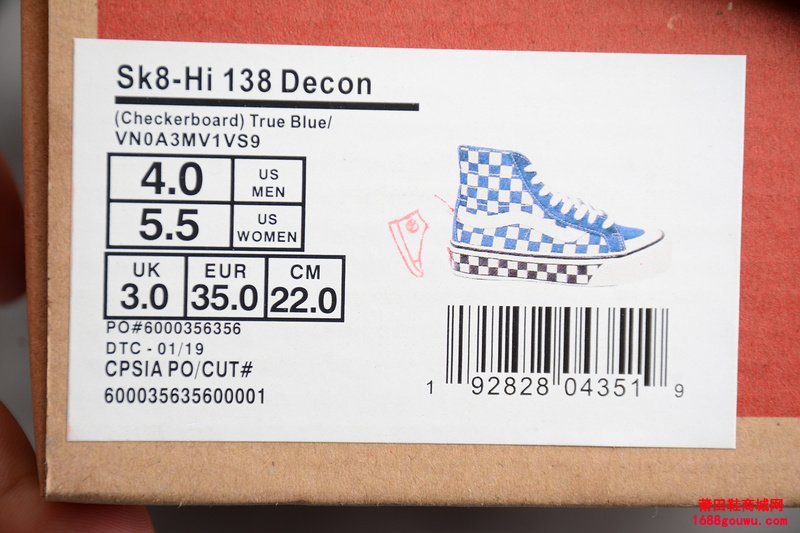 Sk8-Hi 138 Decon
(Checkerboard) True Blue/
VN0A3MV1VS9
4.0 US MEN
5.5 US WOMEN
UK EUR CM
3.0 35.0 22.0
PO#6000356356
DTC - 01/19
CPSIA PO/CUT#
600035635600001
1 92828 04351 9
莆田鞋商城网
1688gouwu.com